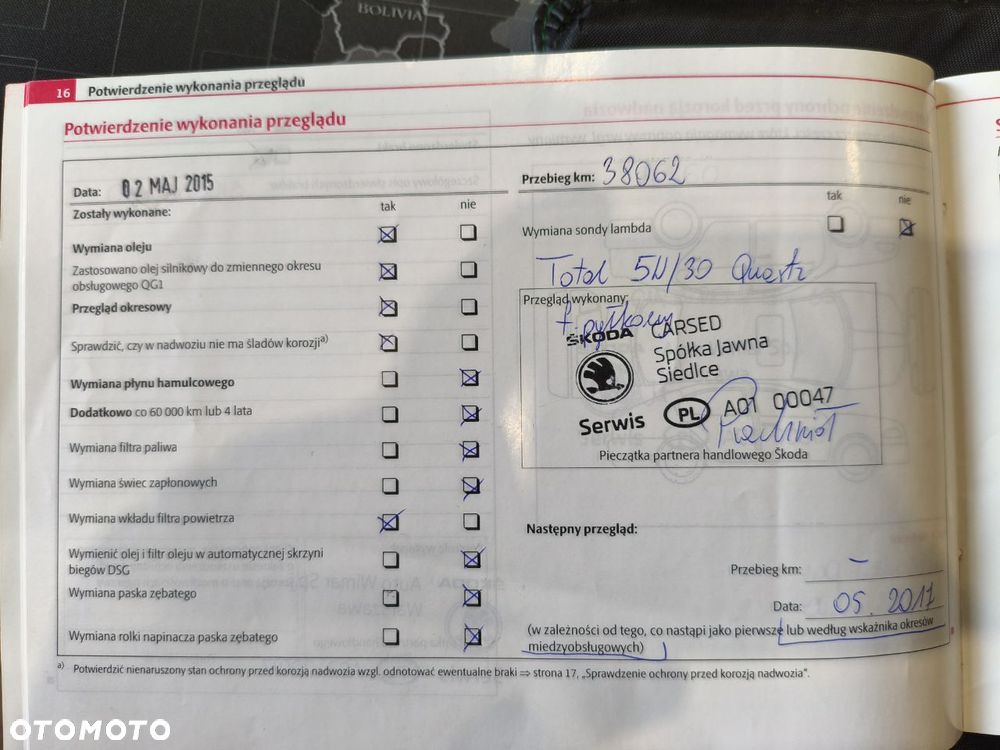 BOLIVIA
16 Potwierdzenie wykonania przeglądu
Potwierdzenie wykonania przeglądu
Data: 02 MAJ 2015
Zostały wykonane: tak nie
Wymiana oleju
Zastosowano olej silnikowy do zmiennego okresu
obsługowego QG1
Przegląd okresowy
Sprawdzić, czy w nadwoziu nie ma śladów korozji a)
Wymiana płynu hamulcowego
Dodatkowo co 60 000 km lub 4 lata
Wymiana filtra paliwa
Wymiana świec zapłonowych
Wymiana wkładu filtra powietrza
Wymienić olej i filtr oleju w automatycznej skrzyni
biegów DSG
Wymiana paska zębatego
Wymiana rolki napinacza paska zębatego
Przebieg km: 38062
tak nie
Wymiana sondy lambda
Total 5W/30 Quartz
Przegląd wykonany:
f. pyłkowy
ŠKODA CARSED
Spółka Jawna
Siedlce
Serwis PL A01 00047
Pieczątka partnera handlowego Škoda
Następny przegląd:
Przebieg km: –
Data: 05. 2017
(w zależności od tego, co nastąpi jako pierwsze lub według wskaźnika okresów
miedzyobsługowych)
a) Potwierdzić nienaruszony stan ochrony przed korozją nadwozia wzgl. odnotować ewentualne braki ⇒ strona 17, „Sprawdzenie ochrony przed korozją nadwozia".
OTOMOTO